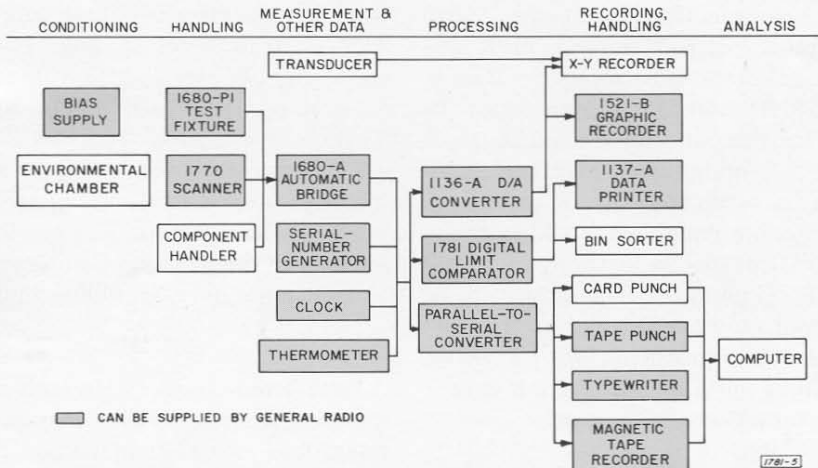 MEASUREMENT &
RECORDING,
CONDITIONING HANDLING OTHER DATA PROCESSING HANDLING ANALYSIS
TRANSDUCER
X-Y RECORDER
BIAS
SUPPLY
1680-P1
TEST
FIXTURE
1521-B
GRAPHIC
RECORDER
ENVIRONMENTAL
CHAMBER
1770
SCANNER
1680-A
AUTOMATIC
BRIDGE
1136-A D/A
CONVERTER
1137-A
DATA
PRINTER
COMPONENT
HANDLER
SERIAL-
NUMBER
GENERATOR
1781 DIGITAL
LIMIT
COMPARATOR
BIN SORTER
CLOCK
CARD PUNCH
PARALLEL-TO-
SERIAL
CONVERTER
TAPE PUNCH
THERMOMETER
COMPUTER
TYPEWRITER
CAN BE SUPPLIED BY GENERAL RADIO
MAGNETIC
TAPE
RECORDER
1781-5